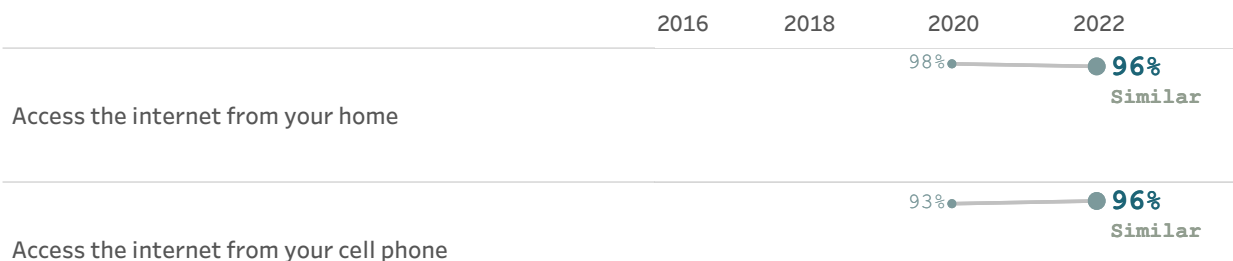 2016 2018 2020 2022
98% 96%
Similar
Access the internet from your home
93% 96%
Similar
Access the internet from your cell phone